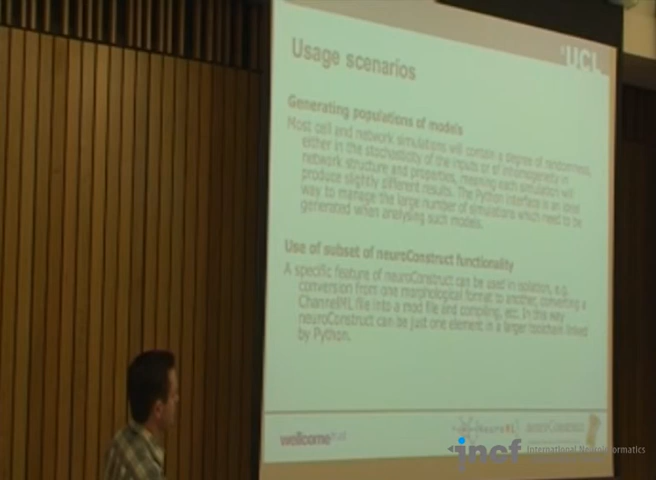 UCL
Usage scenarios
Generating populations of models
Most cell and network simulations will contain a degree of randomness,
either in the stochasticity of the inputs or of inhomogeneity in
network structure and properties, meaning each simulation will
produce slightly different results. The Python interface is an ideal
way to manage the large number of simulations which need to be
generated when analysing such models.
Use of subset of neuroConstruct functionality
A specific feature of neuroConstruct can be used in isolation, e.g.
conversion from one morphological format to another, converting a
ChannelML file into a mod file and compiling, etc. In this way
neuroConstruct can be just one element in a larger toolchain linked
by Python.
wellcome trust
NeuroML neuroConstruct
incf International Neuroinformatics